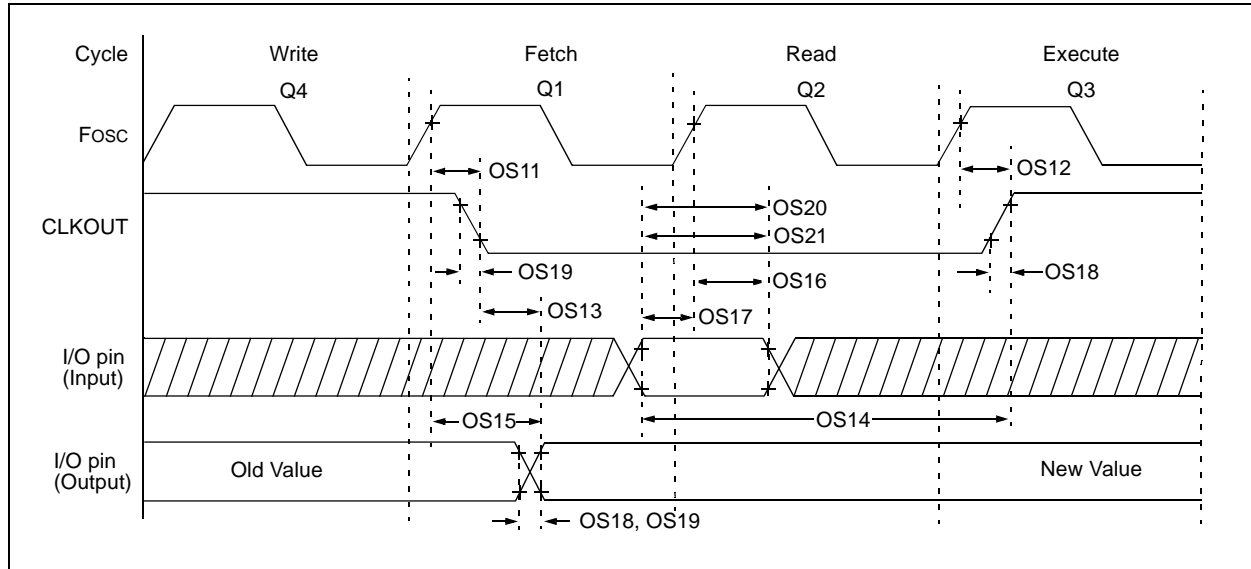 Cycle Write Fetch Read Execute
Q4 Q1 Q2 Q3
FOSC
OS11 OS12
CLKOUT
OS20
OS21
OS19 OS16 OS18
OS13 OS17
I/O pin
(Input)
OS15 OS14
I/O pin
(Output)
Old Value New Value
OS18, OS19